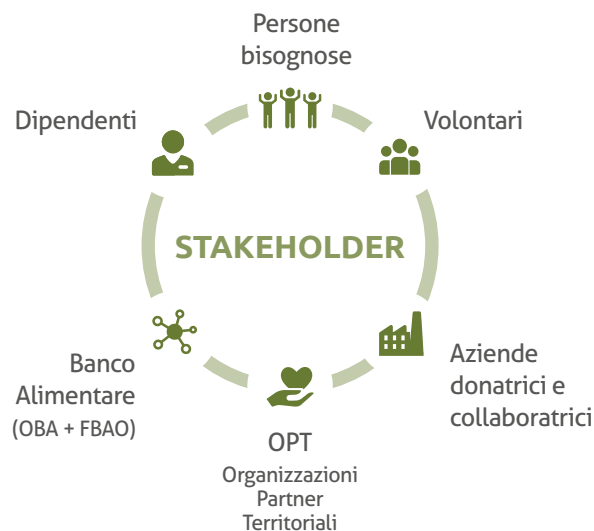 Persone
bisognose
Dipendenti
Volontari
STAKEHOLDER
Banco
Alimentare
(OBA + FBAO)
Aziende
donatrici e
collaboratrici
OPT
Organizzazioni
Partner
Territoriali